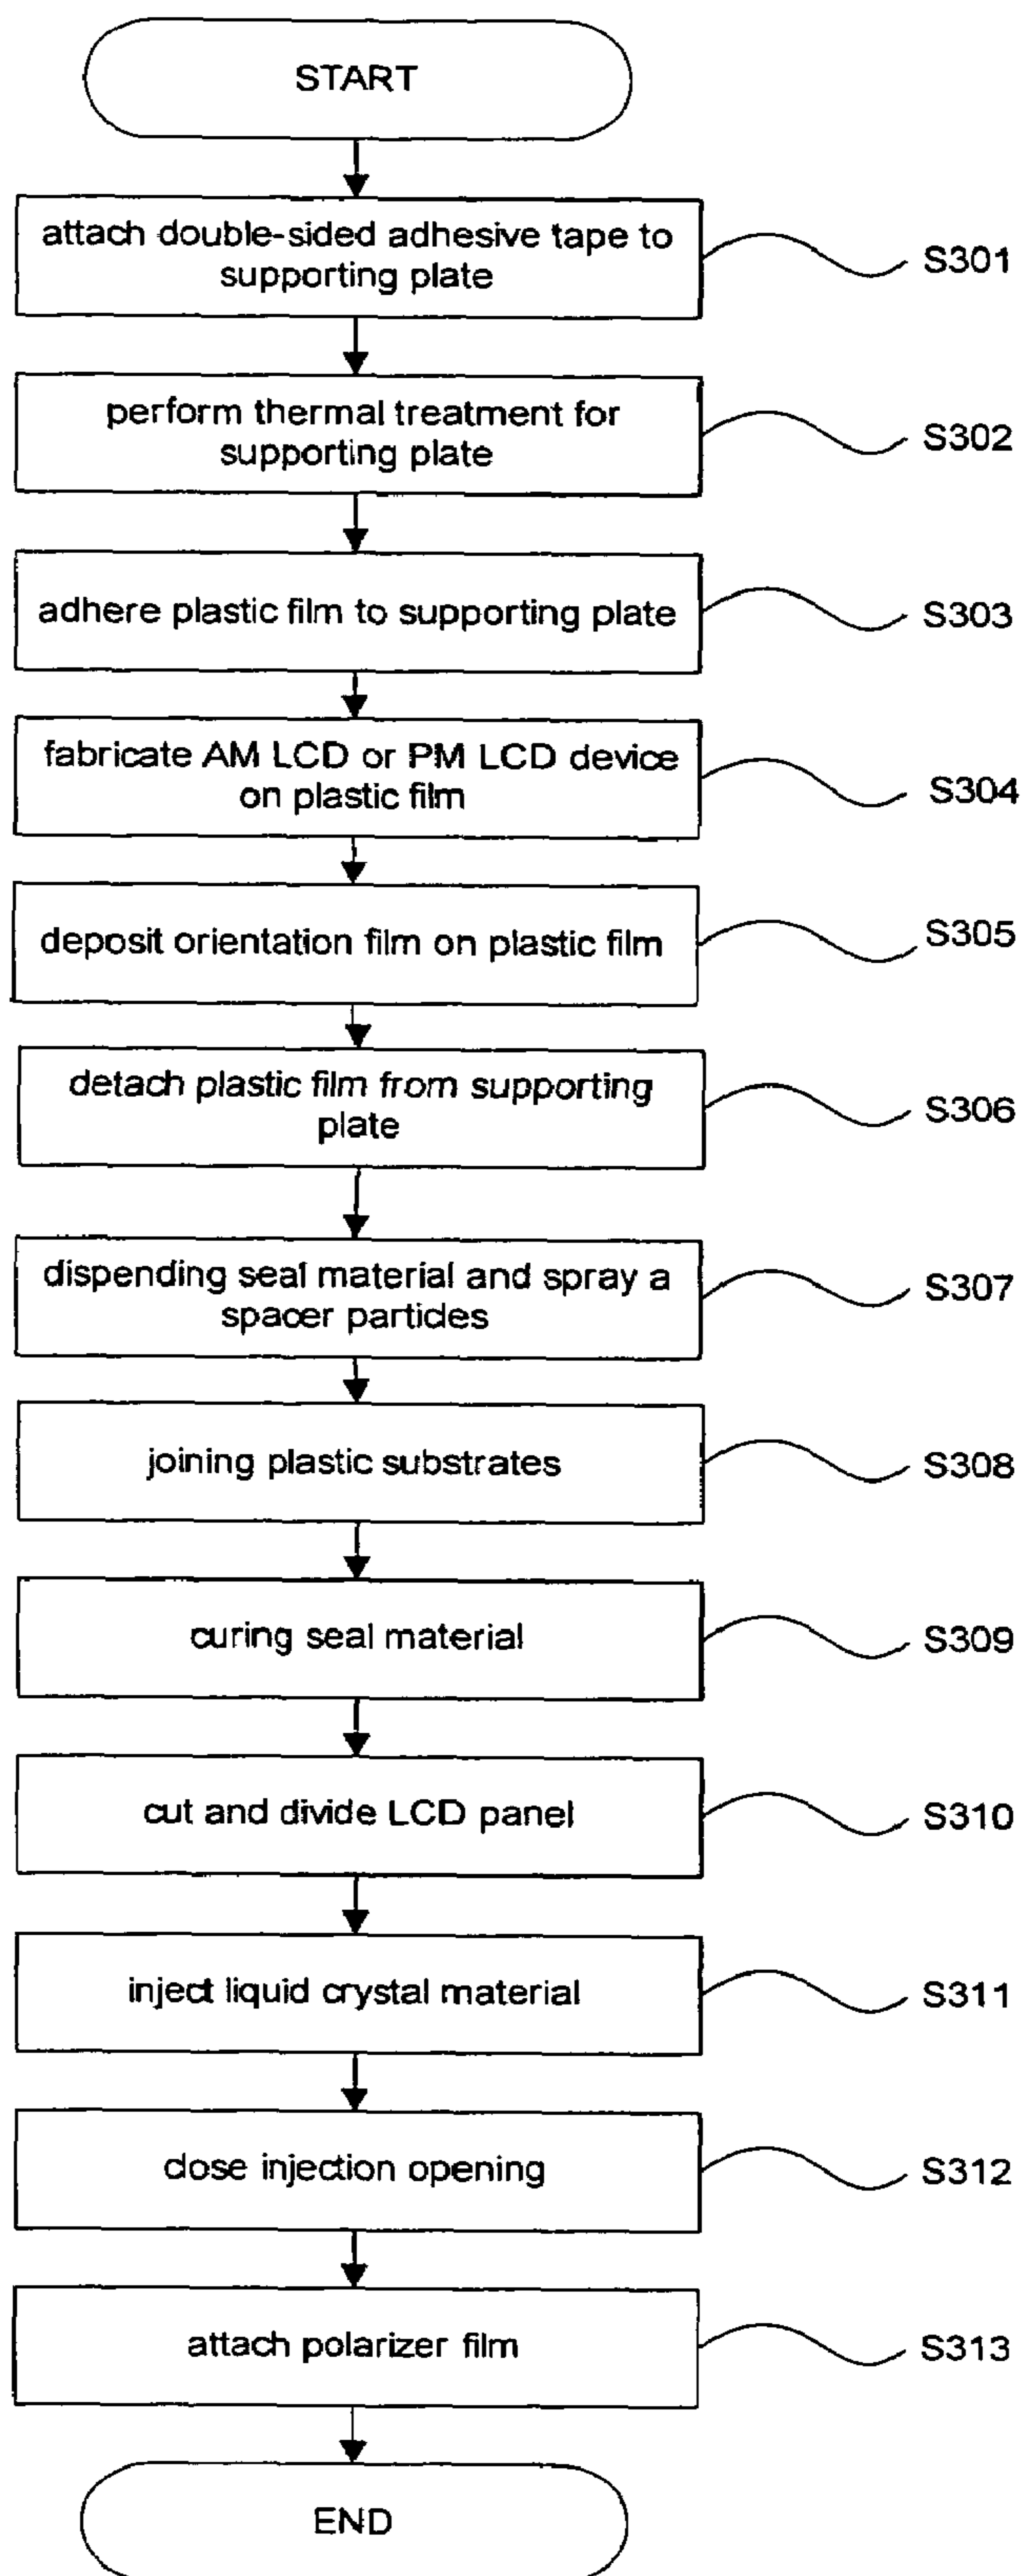 START
attach double-sided adhesive tape to
supporting plate
S301
perform thermal treatment for
supporting plate
S302
adhere plastic film to supporting plate
S303
fabricate AM LCD or PM LCD device
on plastic film
S304
deposit orientation film on plastic film
S305
detach plastic film from supporting
plate
S306
dispending seal material and spray a
spacer particles
S307
joining plastic substrates
S308
curing seal material
S309
cut and divide LCD panel
S310
inject liquid crystal material
S311
close injection opening
S312
attach polarizer film
S313
END